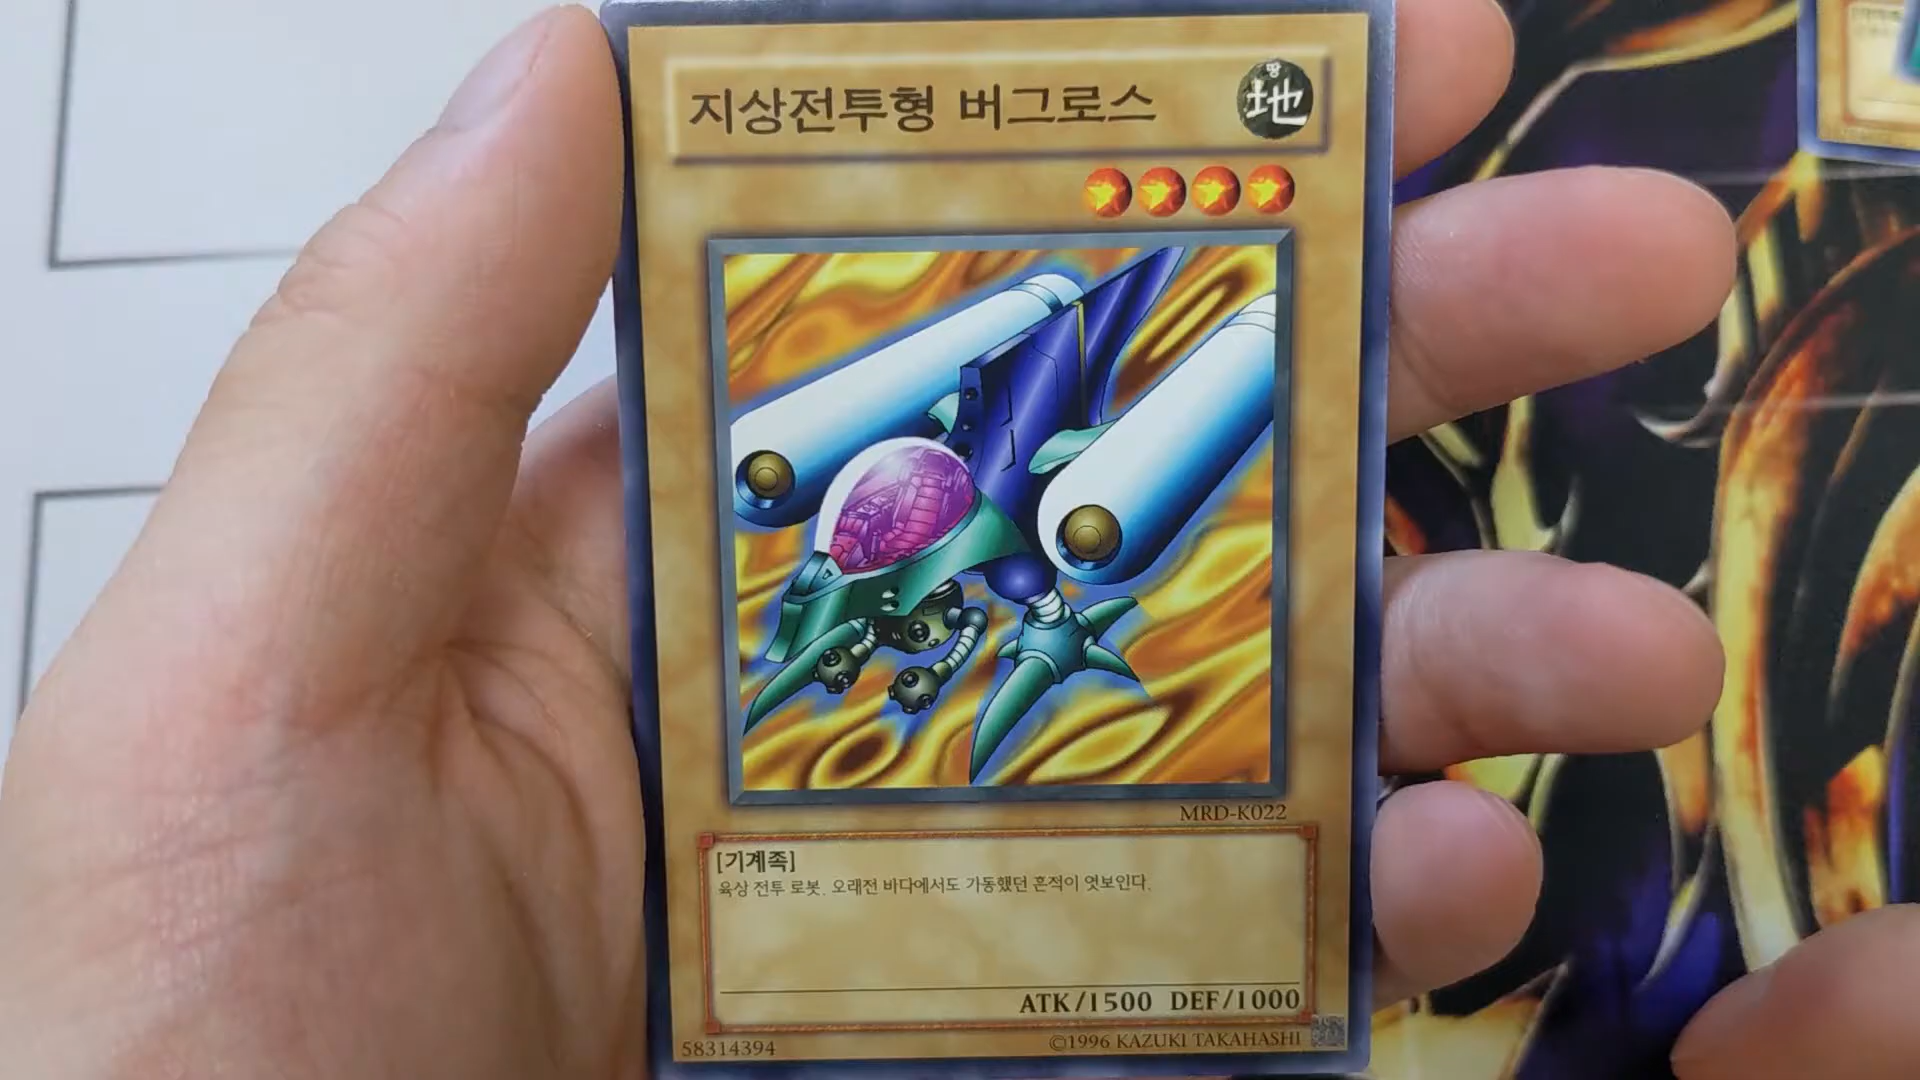 지상전투형 버그로스
땅
地
MRD-K022
[기계족]
육상 전투 로봇. 오래전 바다에서도 가동했던 흔적이 엿보인다.
ATK/1500 DEF/1000
58314394
©1996 KAZUKI TAKAHASHI